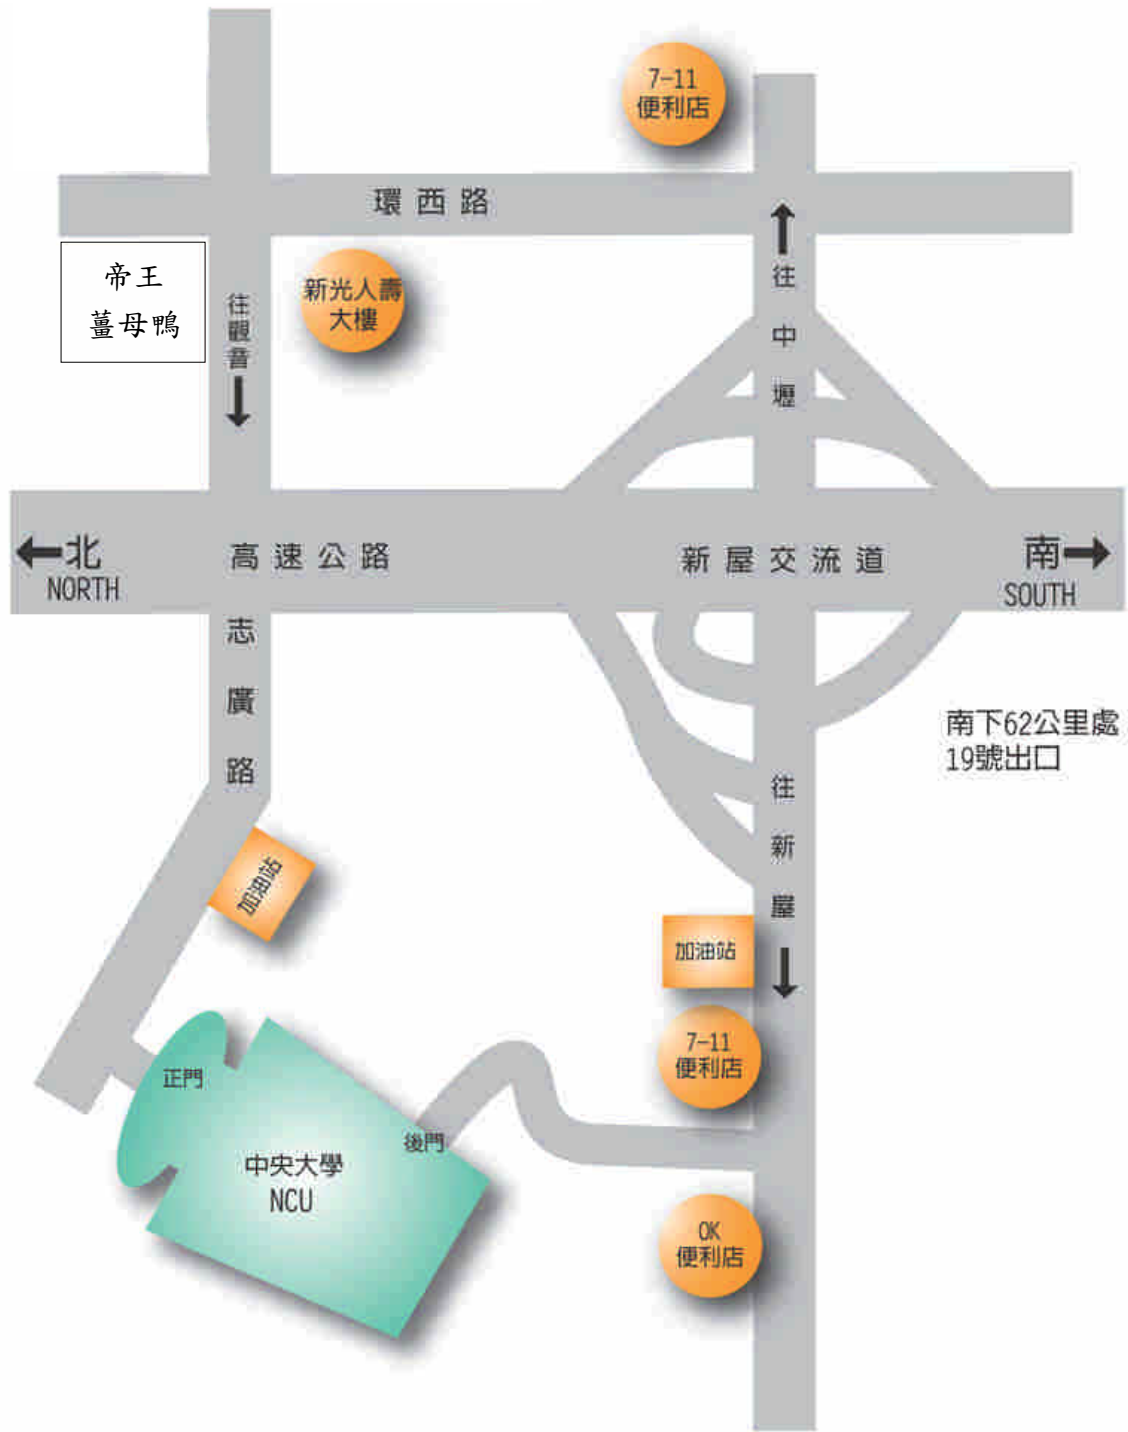 7-11
便利店
環西路
帝王
薑母鴨
往觀音
新光人壽
大樓
往中壢
北
NORTH
高速公路
新屋交流道
南
SOUTH
志廣路
南下62公里處
19號出口
往新屋
加油站
加油站
7-11
便利店
正門
後門
中央大學
NCU
OK
便利店